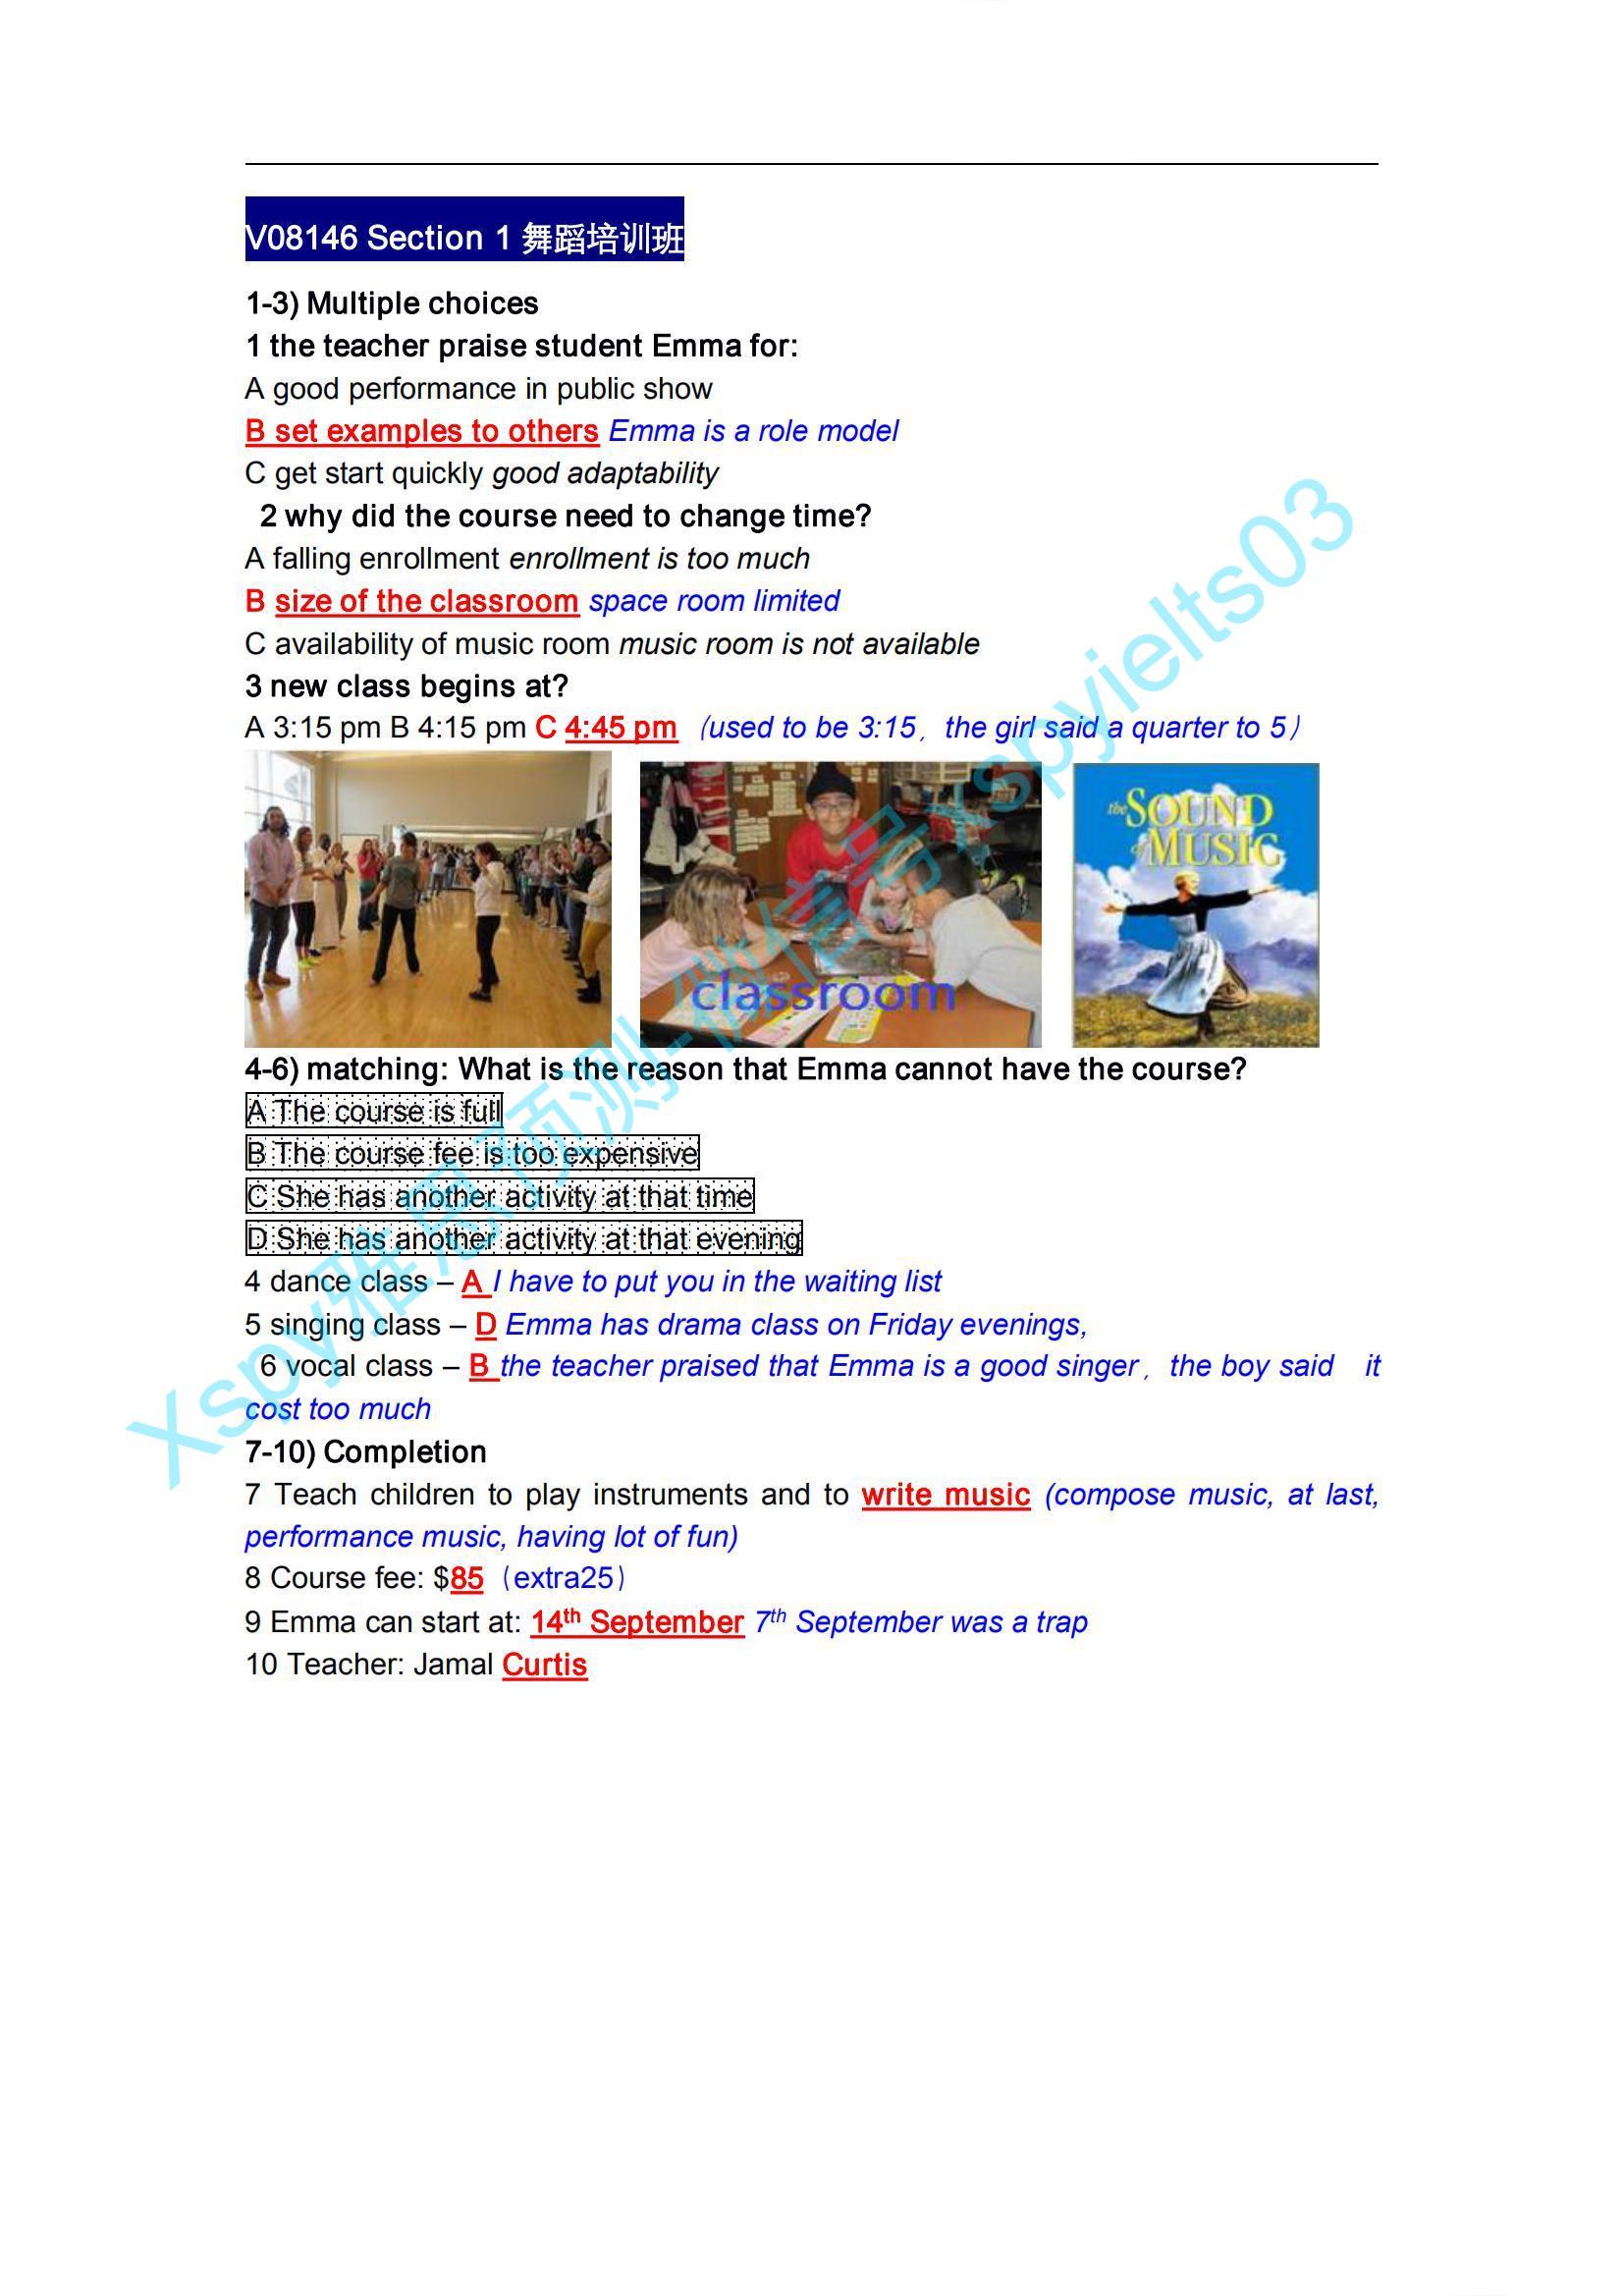 V08146 Section 1 舞蹈培训班
1-3) Multiple choices
1 the teacher praise student Emma for:
A good performance in public show
B set examples to others Emma is a role model
C get start quickly good adaptability
2 why did the course need to change time?
A falling enrollment enrollment is too much
B size of the classroom space room limited
C availability of music room music room is not available
3 new class begins at?
A 3:15 pm B 4:15 pm C 4:45 pm（used to be 3:15，the girl said a quarter to 5）
the SOUND
of MUSIC
classroom
4-6) matching: What is the reason that Emma cannot have the course?
A The course is full
B The course fee is too expensive
C She has another activity at that time
D She has another activity at that evening
4 dance class – A I have to put you in the waiting list
5 singing class – D Emma has drama class on Friday evenings,
6 vocal class – B the teacher praised that Emma is a good singer，the boy said it
cost too much
7-10) Completion
7 Teach children to play instruments and to write music (compose music, at last,
performance music, having lot of fun)
8 Course fee: $85（extra25）
9 Emma can start at: 14th September 7th September was a trap
10 Teacher: Jamal Curtis
Xspy雅思预测-微信号xspyielts03